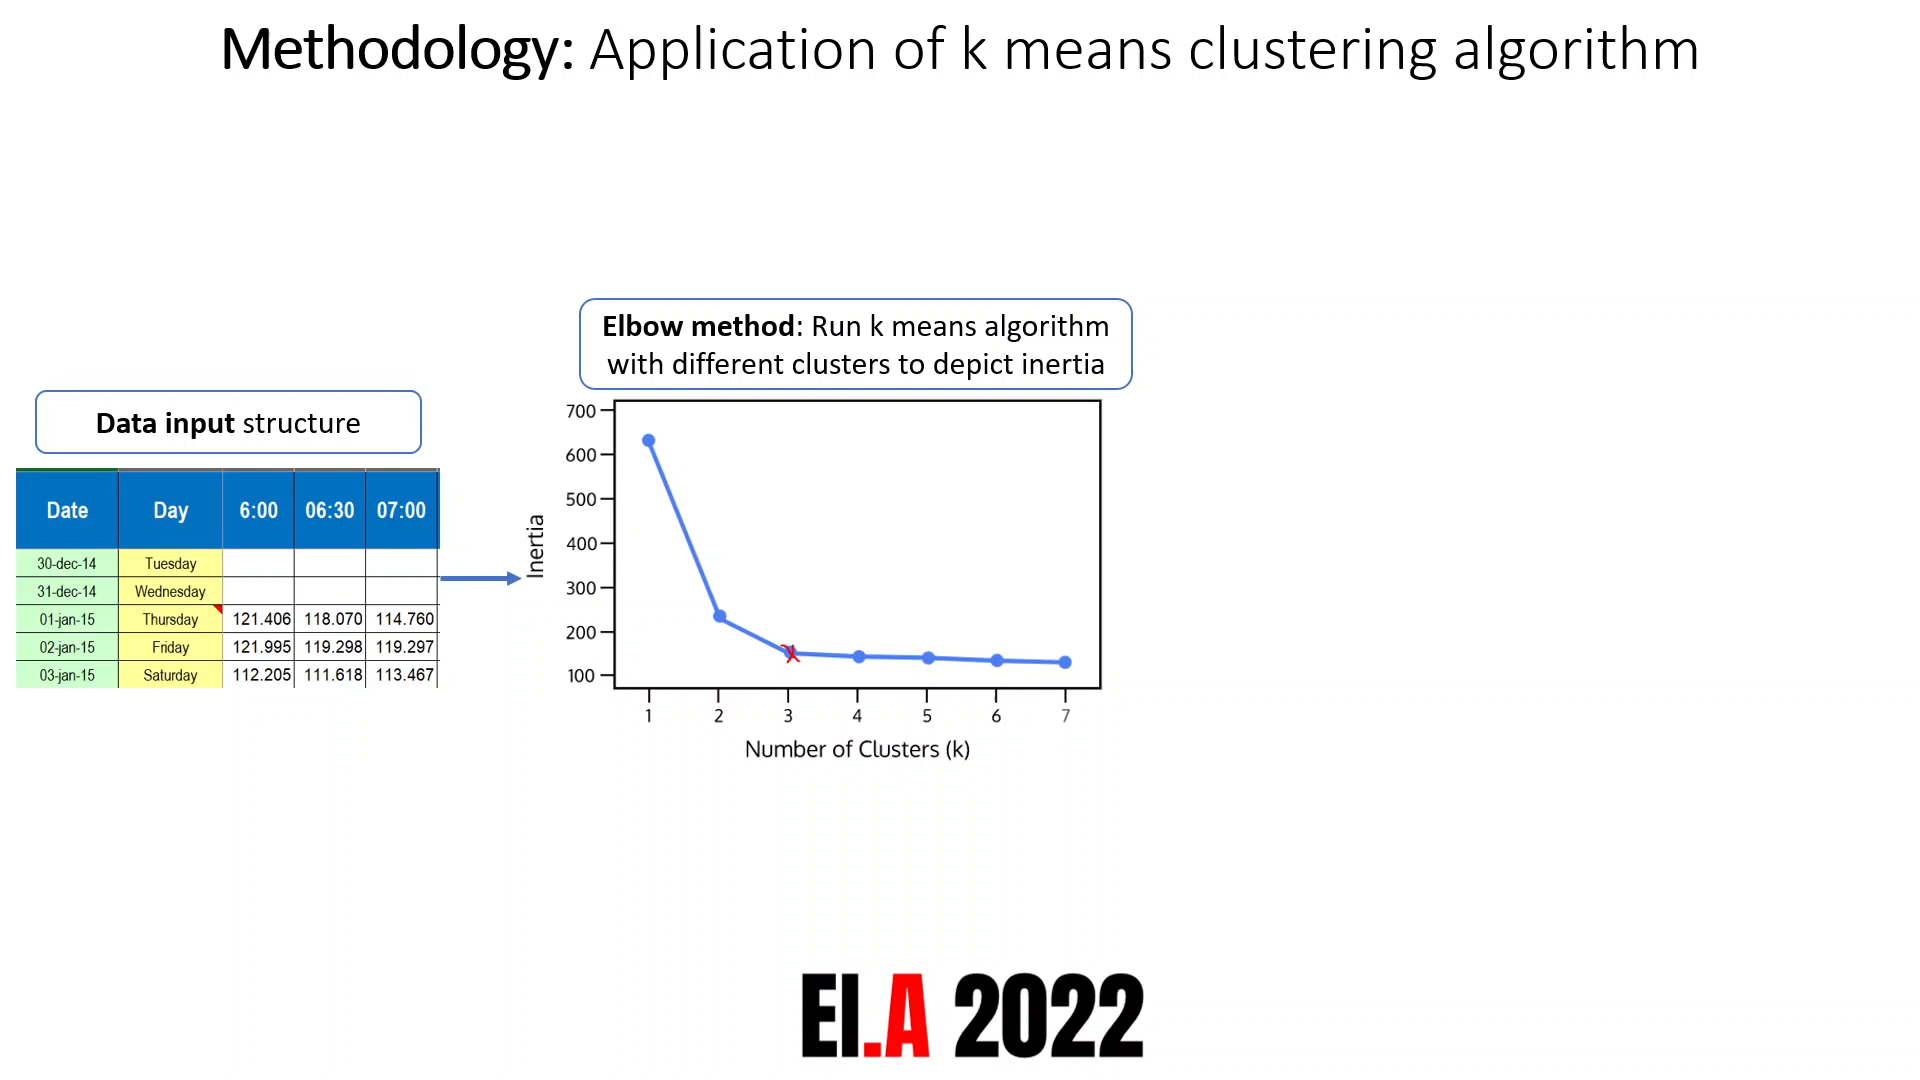 Methodology: Application of k means clustering algorithm
Elbow method: Run k means algorithm
with different clusters to depict inertia
Data input structure
Date Day 6:00 06:30 07:00
30-dec-14 Tuesday
31-dec-14 Wednesday
01-jan-15 Thursday 121.406 118.070 114.760
02-jan-15 Friday 121.995 119.298 119.297
03-jan-15 Saturday 112.205 111.618 113.467
Inertia
700
600
500
400
300
200
100
1 2 3 4 5 6 7
Number of Clusters (k)
EI.A 2022